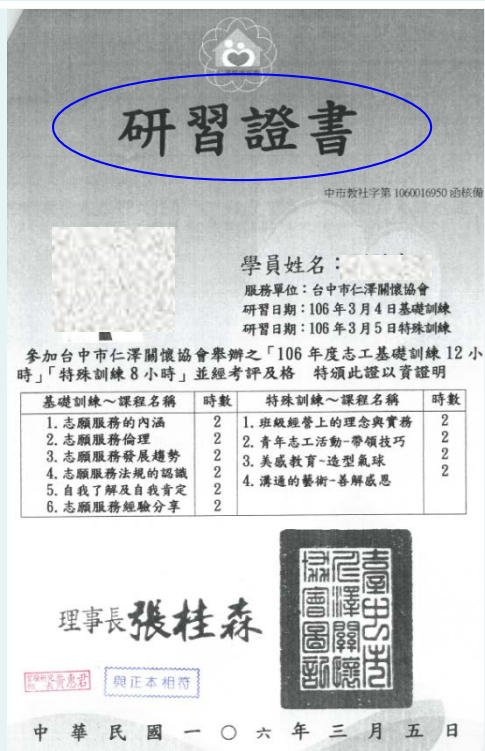 研習證書
中市教社字第1060016950函核備
學員姓名：
服務單位：台中市仁澤關懷協會
研習日期：106年3月4日基礎訓練
研習日期：106年3月5日特殊訓練
參加台中市仁澤關懷協會舉辦之「106年度志工基礎訓練12小
時」「特殊訓練8小時」並經考評及格 特頒此證以資證明
基礎訓練～課程名稱 時數 特殊訓練～課程名稱 時數
1.志願服務的內涵 2 1.班級經營上的理念與實務 2
2.志願服務倫理 2 2.青年志工活動-帶領技巧 2
3.志願服務發展趨勢 2 3.美感教育~造型氣球 2
4.志願服務法規的認識 2 4.溝通的藝術-善解感恩 2
5.自我了解及自我肯定 2
6.志願服務經驗分享 2
臺中市仁澤關懷協會圖記
理事長張桂森
黃惠君
與正本相符
中華民國一○六年三月五日